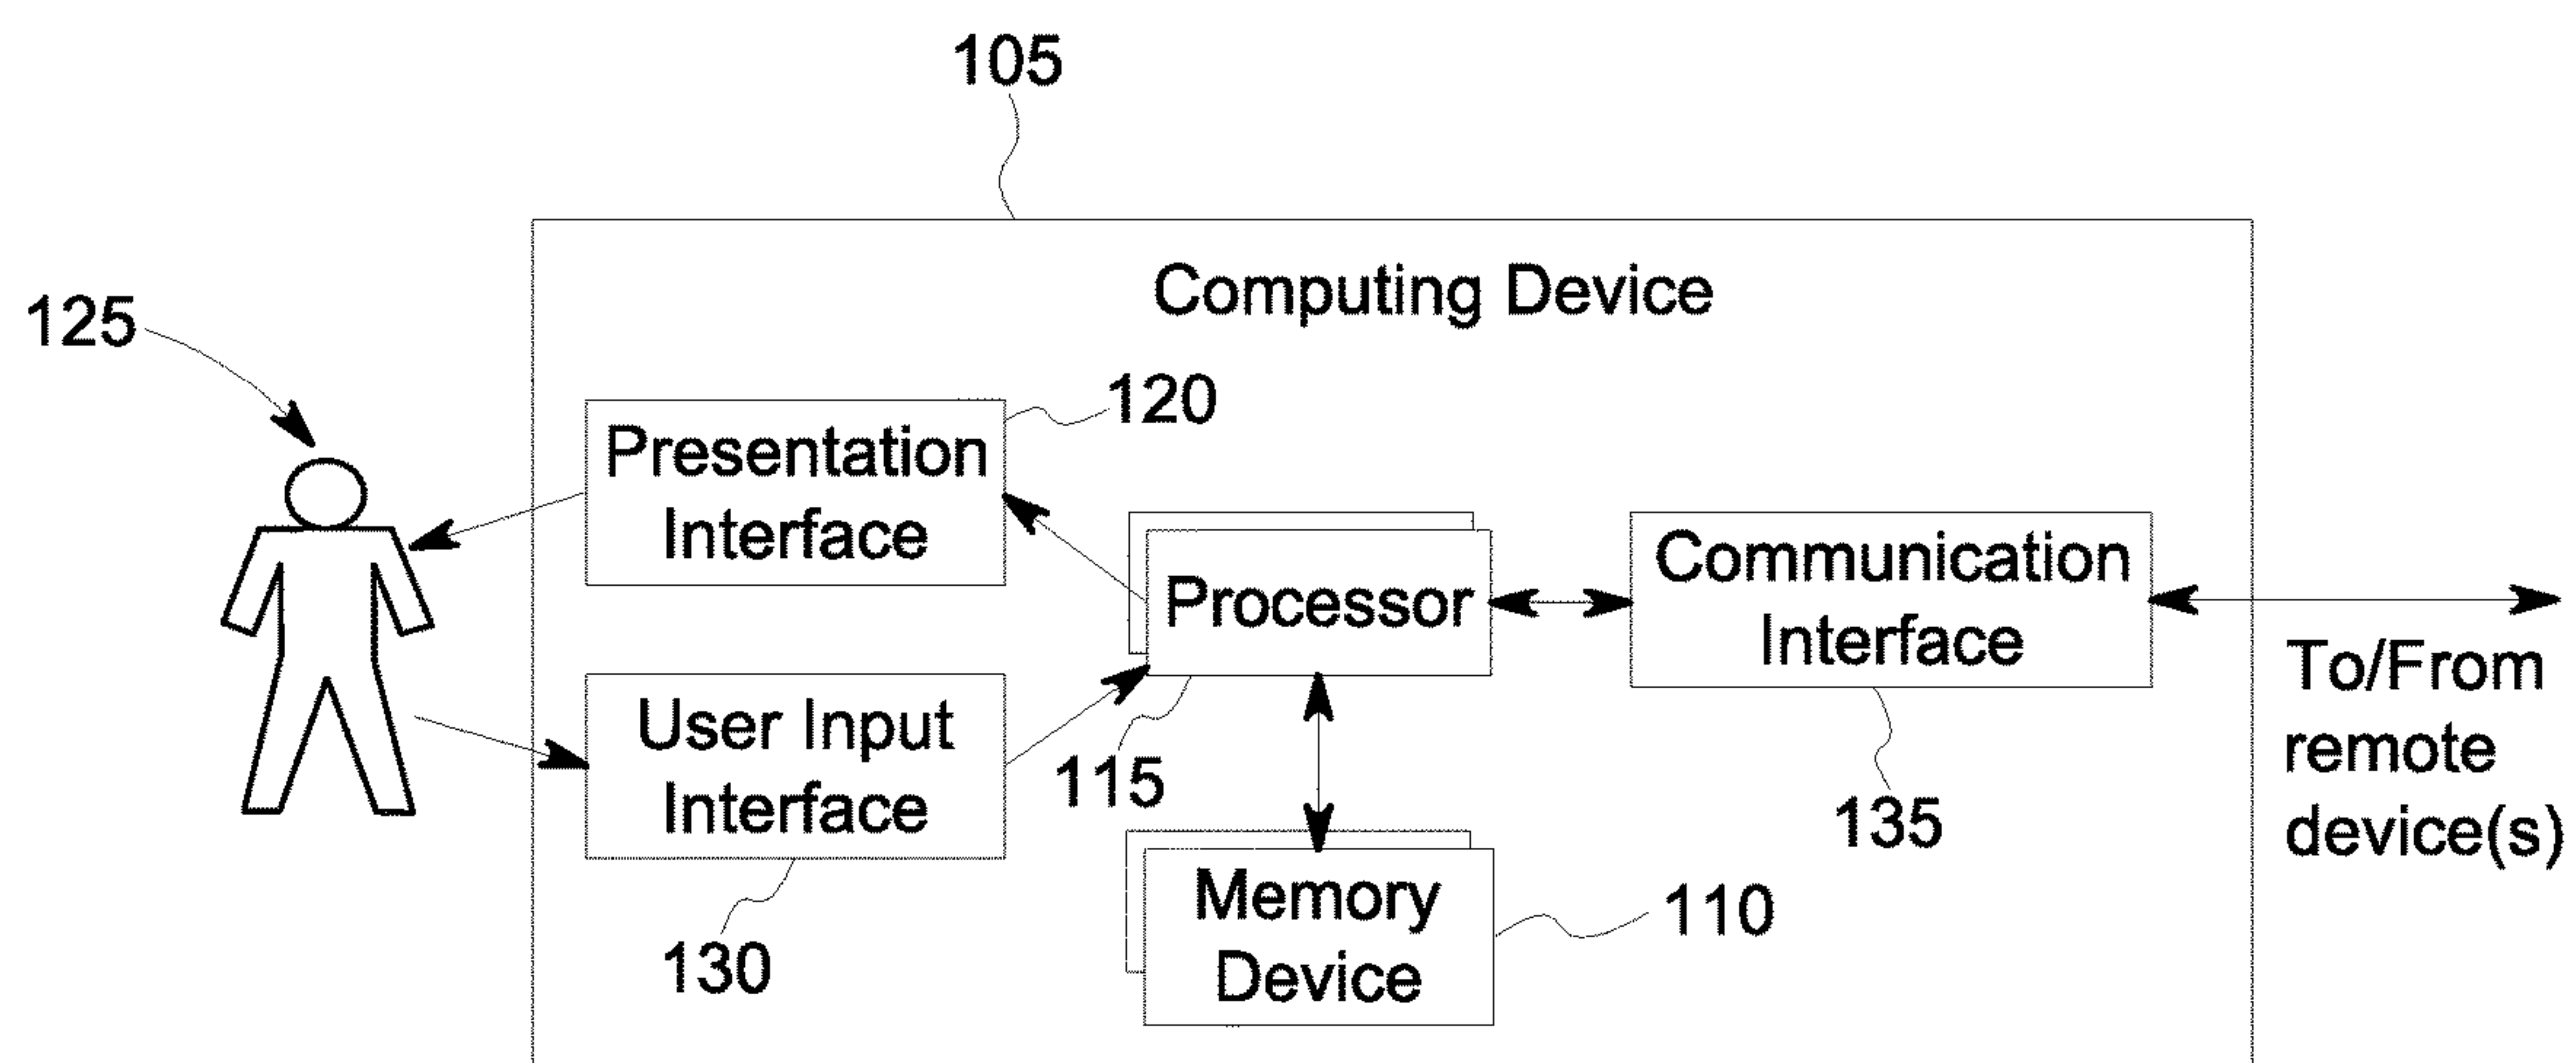 105
Computing Device
125
120
Presentation
Interface
Processor
Communication
Interface
To/From
remote
device(s)
User Input
Interface
115
135
130
Memory
Device
110